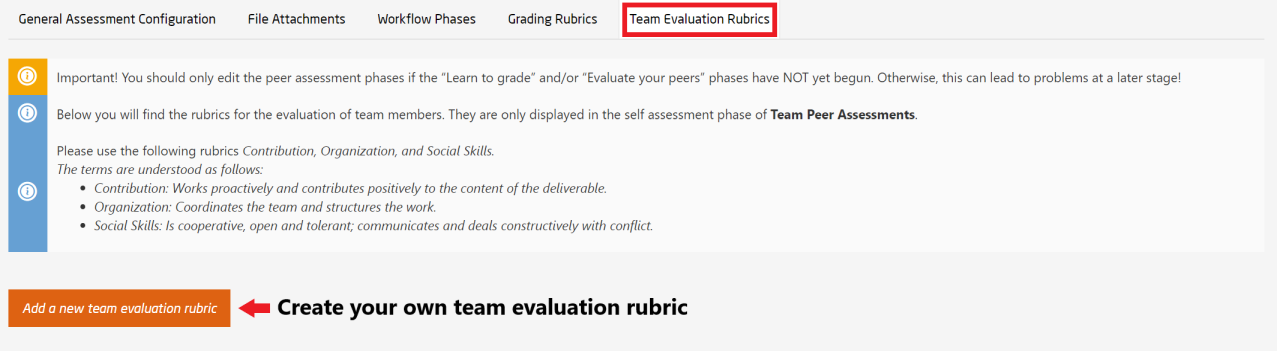 General Assessment Configuration File Attachments Workflow Phases Grading Rubrics Team Evaluation Rubrics
Important! You should only edit the peer assessment phases if the “Learn to grade” and/or “Evaluate your peers” phases have NOT yet begun. Otherwise, this can lead to problems at a later stage!
Below you will find the rubrics for the evaluation of team members. They are only displayed in the self assessment phase of Team Peer Assessments.
Please use the following rubrics Contribution, Organization, and Social Skills.
The terms are understood as follows:
• Contribution: Works proactively and contributes positively to the content of the deliverable.
• Organization: Coordinates the team and structures the work.
• Social Skills: Is cooperative, open and tolerant; communicates and deals constructively with conflict.
Add a new team evaluation rubric Create your own team evaluation rubric